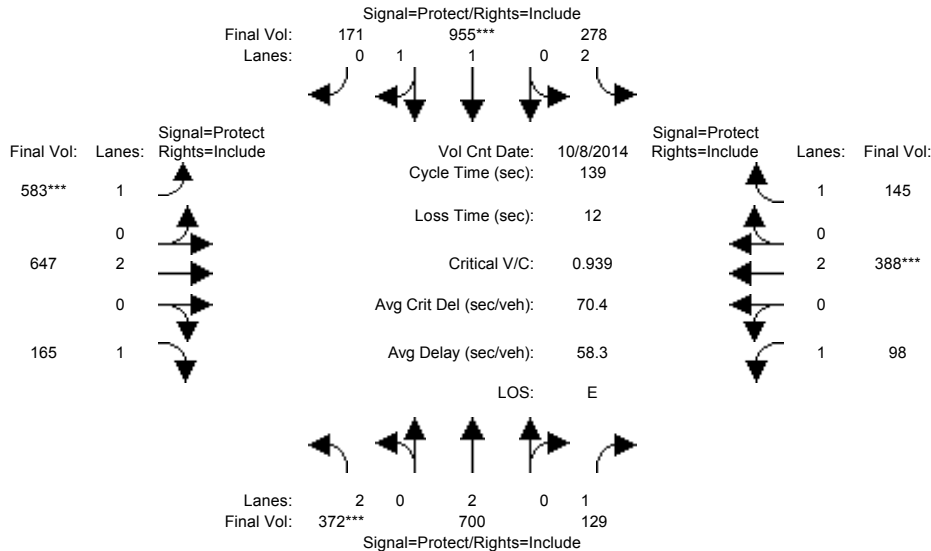 Signal=Protect/Rights=Include
Final Vol: 171 955*** 278
Lanes: 0 1 1 0 2
Signal=Protect Signal=Protect
Final Vol: Lanes: Rights=Include Vol Cnt Date: 10/8/2014 Rights=Include Lanes: Final Vol:
Cycle Time (sec): 139
583*** 1 1 145
Loss Time (sec): 12
0 0
647 2 Critical V/C: 0.939 2 388***
0 Avg Crit Del (sec/veh): 70.4 0
165 1 Avg Delay (sec/veh): 58.3 1 98
LOS: E
Lanes: 2 0 2 0 1
Final Vol: 372*** 700 129
Signal=Protect/Rights=Include